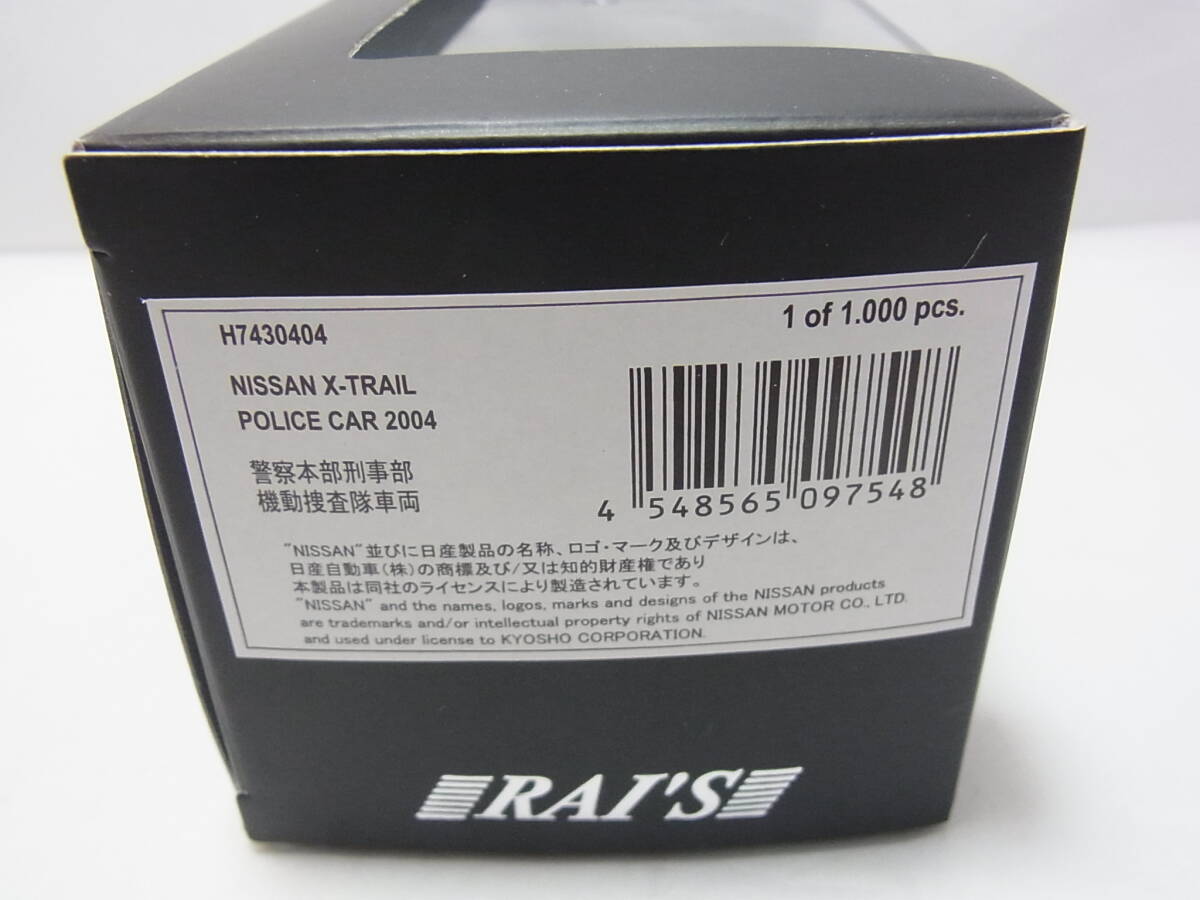 H7430404
1 of 1.000 pcs.
NISSAN X-TRAIL
POLICE CAR 2004
警察本部刑事部
機動捜査隊車両
4 548565 097548
"NISSAN"並びに日産製品の名称、ロゴ・マーク及びデザインは、
日産自動車(株)の商標及び/又は知的財産権であり
本製品は同社のライセンスにより製造されています。
"NISSAN" and the names, logos, marks and designs of the NISSAN products
are trademarks and/or intellectual property rights of NISSAN MOTOR CO., LTD.
and used under license to KYOSHO CORPORATION.
RAI'S